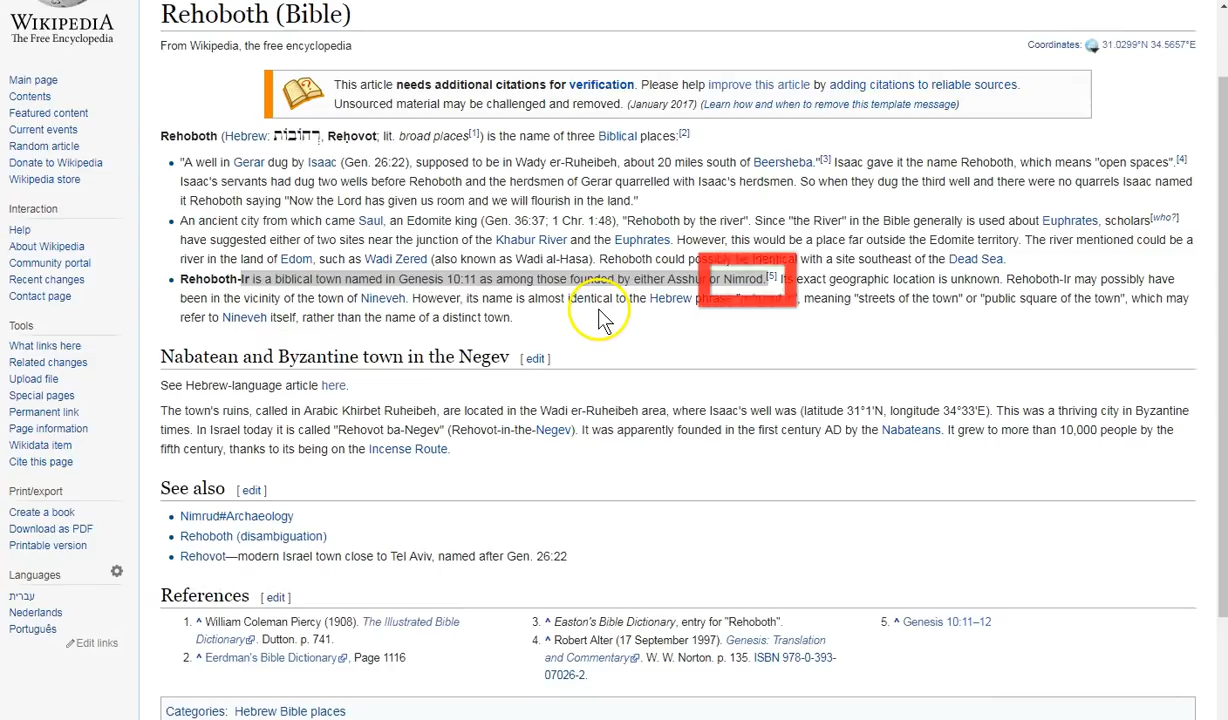 WIKIPEDIA
The Free Encyclopedia
Main page
Contents
Featured content
Current events
Random article
Donate to Wikipedia
Wikipedia store
Interaction
Help
About Wikipedia
Community portal
Recent changes
Contact page
Tools
What links here
Related changes
Upload file
Special pages
Permanent link
Page information
Wikidata item
Cite this page
Print/export
Create a book
Download as PDF
Printable version
Languages
עברית
Nederlands
Português
Edit links
Rehoboth (Bible)
From Wikipedia, the free encyclopedia
Coordinates: 31.0299°N 34.5657°E
This article needs additional citations for verification. Please help improve this article by adding citations to reliable sources.
Unsourced material may be challenged and removed. (January 2017) (Learn how and when to remove this template message)
Rehoboth (Hebrew: רְחוֹבוֹת, Reḥovot; lit. broad places[1]) is the name of three Biblical places:[2]
• "A well in Gerar dug by Isaac (Gen. 26:22), supposed to be in Wady er-Ruheibeh, about 20 miles south of Beersheba."[3] Isaac gave it the name Rehoboth, which means "open spaces".[4]
Isaac's servants had dug two wells before Rehoboth and the herdsmen of Gerar quarrelled with Isaac's herdsmen. So when they dug the third well and there were no quarrels Isaac named
it Rehoboth saying "Now the Lord has given us room and we will flourish in the land."
• An ancient city from which came Saul, an Edomite king (Gen. 36:37; 1 Chr. 1:48), "Rehoboth by the river". Since "the River" in the Bible generally is used about Euphrates, scholars[who?]
have suggested either of two sites near the junction of the Khabur River and the Euphrates. However, this would be a place far outside the Edomite territory. The river mentioned could be a
river in the land of Edom, such as Wadi Zered (also known as Wadi al-Hasa). Rehoboth could possibly be identical with a site southeast of the Dead Sea.
• Rehoboth-Ir is a biblical town named in Genesis 10:11 as among those founded by either Asshur or Nimrod.[5] Its exact geographic location is unknown. Rehoboth-Ir may possibly have
been in the vicinity of the town of Nineveh. However, its name is almost identical to the Hebrew phrase meaning "streets of the town" or "public square of the town", which may
refer to Nineveh itself, rather than the name of a distinct town.
Nabatean and Byzantine town in the Negev [ edit ]
See Hebrew-language article here.
The town's ruins, called in Arabic Khirbet Ruheibeh, are located in the Wadi er-Ruheibeh area, where Isaac's well was (latitude 31°1'N, longitude 34°33'E). This was a thriving city in Byzantine
times. In Israel today it is called "Rehovot ba-Negev" (Rehovot-in-the-Negev). It was apparently founded in the first century AD by the Nabateans. It grew to more than 10,000 people by the
fifth century, thanks to its being on the Incense Route.
See also [ edit ]
• Nimrud#Archaeology
• Rehoboth (disambiguation)
• Rehovot—modern Israel town close to Tel Aviv, named after Gen. 26:22
References [ edit ]
1. ^ William Coleman Piercy (1908). The Illustrated Bible
Dictionary. Dutton. p. 741.
2. ^ Eerdman's Bible Dictionary, Page 1116
3. ^ Easton's Bible Dictionary, entry for "Rehoboth".
4. ^ Robert Alter (17 September 1997). Genesis: Translation
and Commentary. W. W. Norton. p. 135. ISBN 978-0-393-
07026-2.
5. ^ Genesis 10:11–12
Categories: Hebrew Bible places